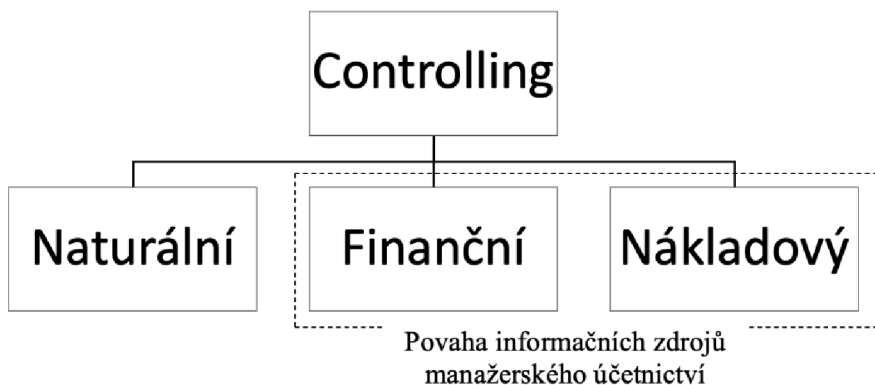 Controlling
Naturální
Finanční
Nákladový
Povaha informačních zdrojů
manažerského účetnictví